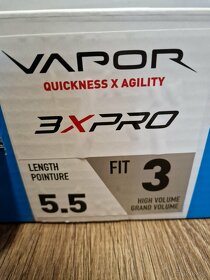 VAPOR
QUICKNESS X AGILITY
3XPRO
LENGTH
POINTURE
5.5
FIT
3
HIGH VOLUME
GRAND VOLUME